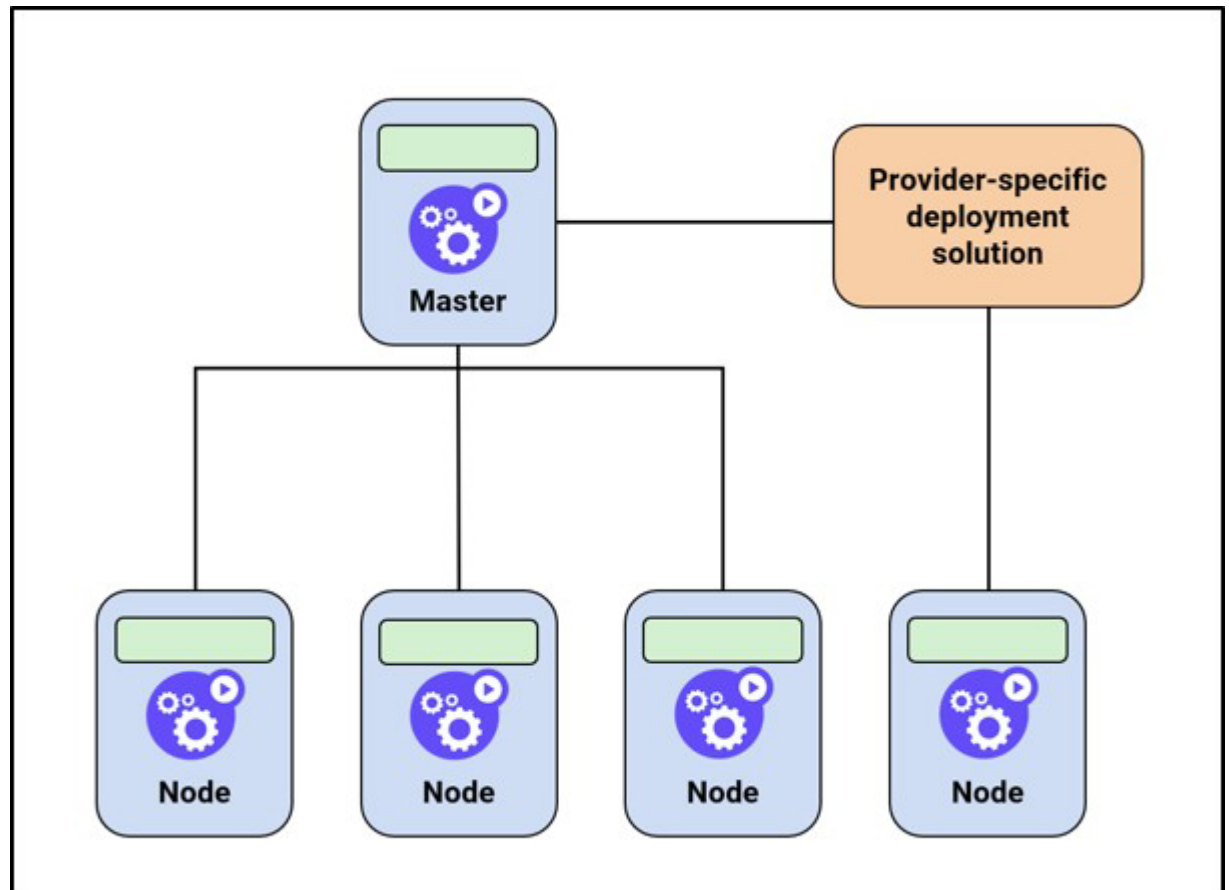 Provider-specific
deployment
solution
Master
Node
Node
Node
Node